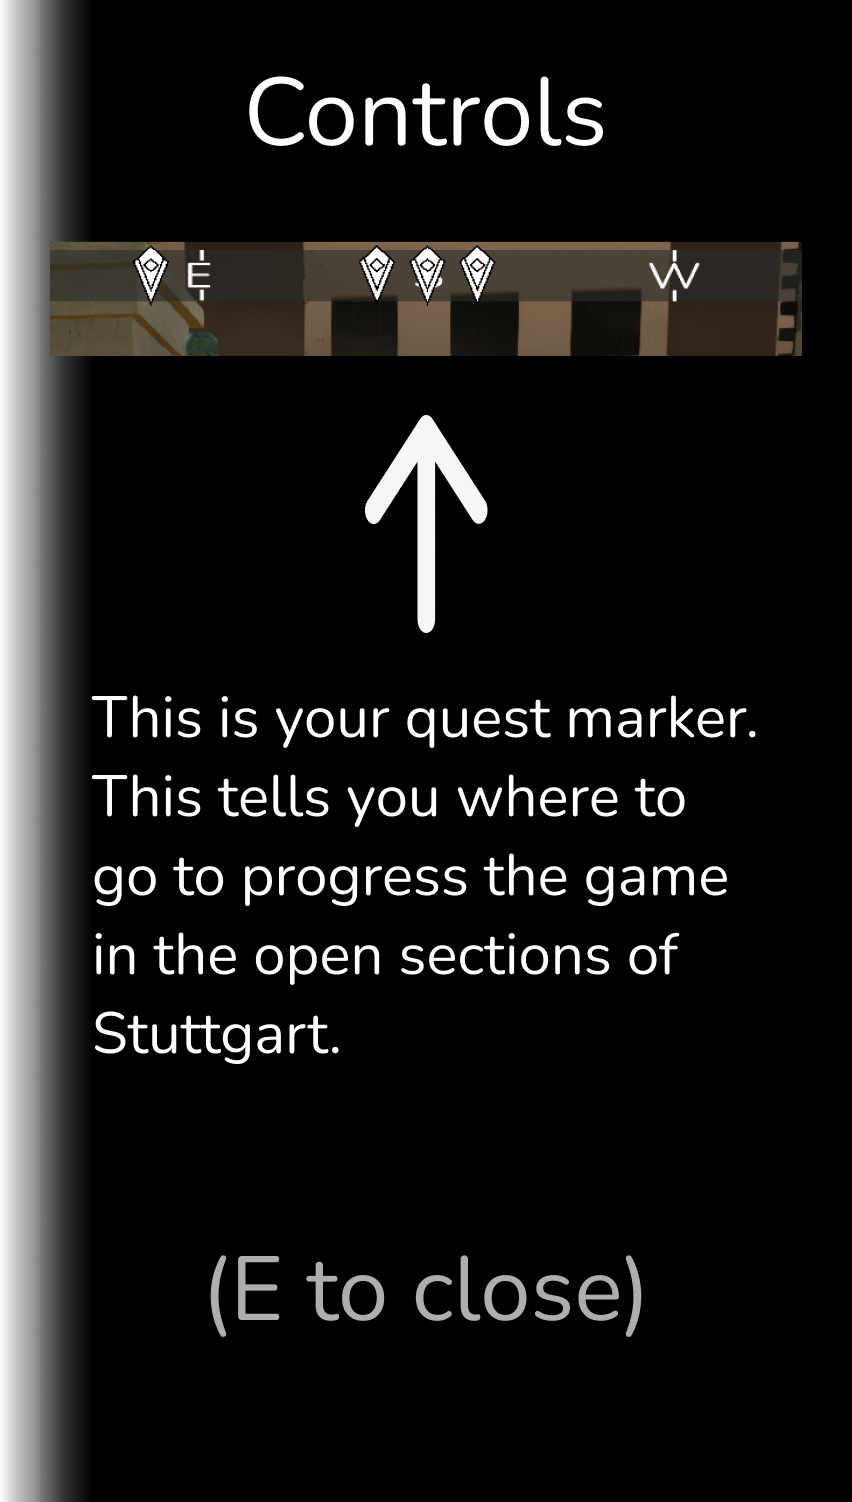 Controls
E W
This is your quest marker.
This tells you where to
go to progress the game
in the open sections of
Stuttgart.
(E to close)